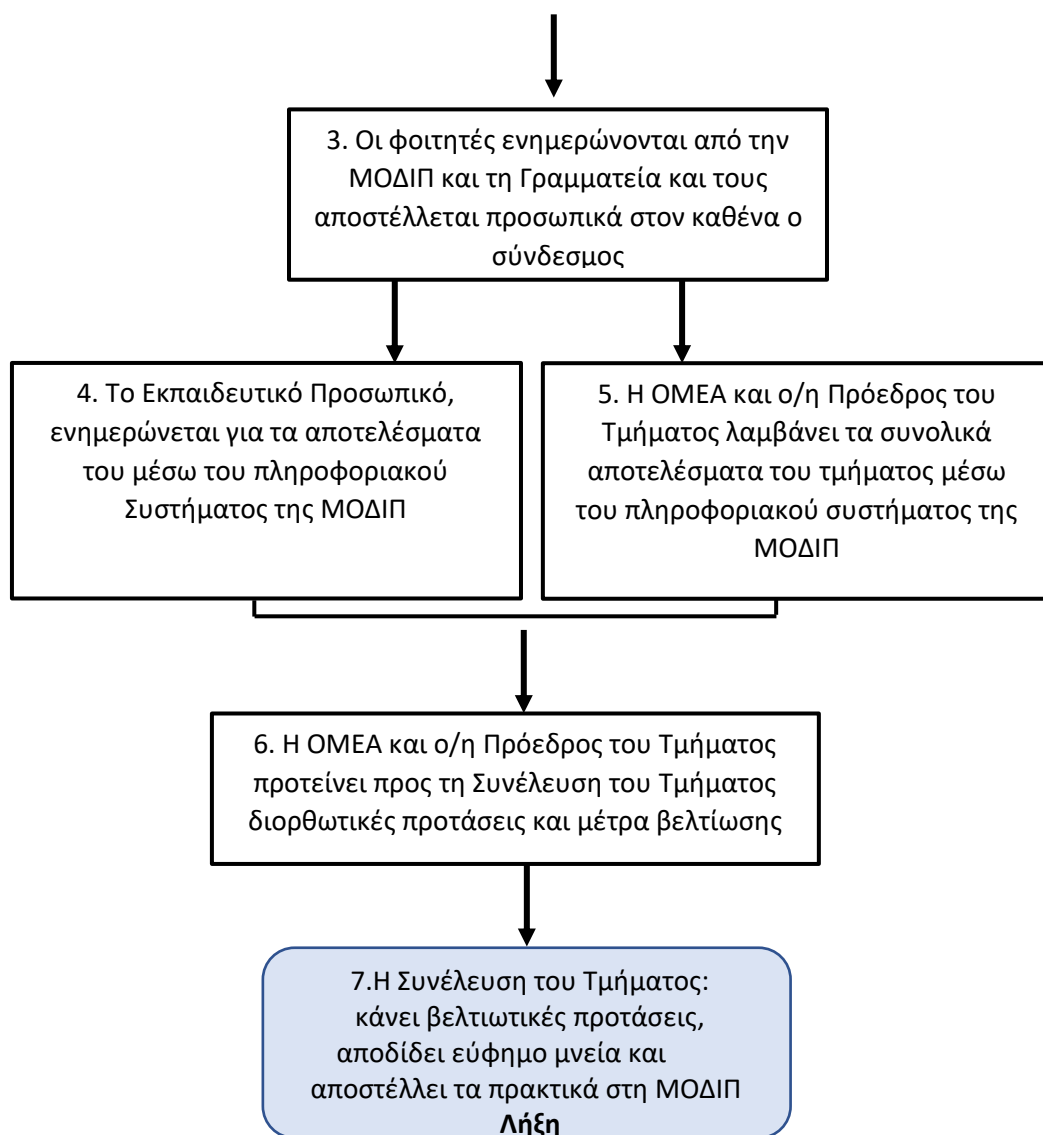 3. Οι φοιτητές ενημερώνονται από την
ΜΟΔΙΠ και τη Γραμματεία και τους
αποστέλλεται προσωπικά στον καθένα ο
σύνδεσμος
4. Το Εκπαιδευτικό Προσωπικό,
ενημερώνεται για τα αποτελέσματα
του μέσω του πληροφοριακού
Συστήματος της ΜΟΔΙΠ
5. Η ΟΜΕΑ και ο/η Πρόεδρος του
Τμήματος λαμβάνει τα συνολικά
αποτελέσματα του τμήματος μέσω
του πληροφοριακού συστήματος της
ΜΟΔΙΠ
6. Η ΟΜΕΑ και ο/η Πρόεδρος του Τμήματος
προτείνει προς τη Συνέλευση του Τμήματος
διορθωτικές προτάσεις και μέτρα βελτίωσης
7.Η Συνέλευση του Τμήματος:
κάνει βελτιωτικές προτάσεις,
αποδίδει εύφημο μνεία και
αποστέλλει τα πρακτικά στη ΜΟΔΙΠ
Λήξη